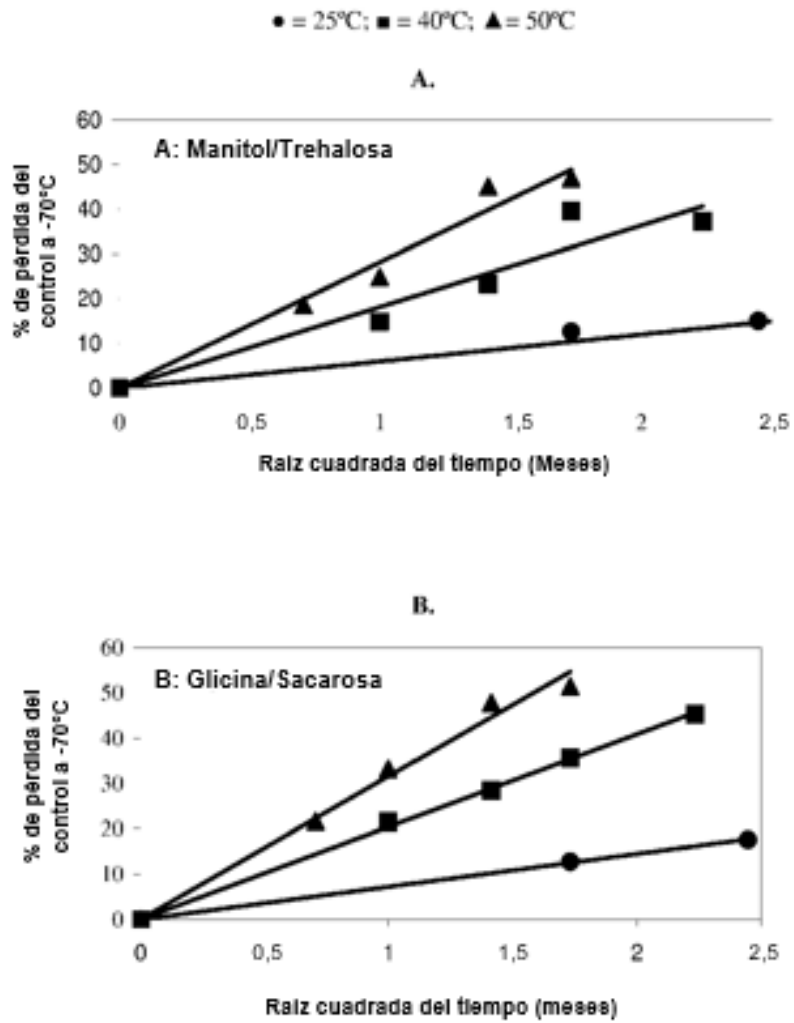 ● = 25ºC; ■ = 40ºC; ▲ = 50ºC
A.
A: Manitol/Trehalosa
% de pérdida del
control a -70°C
60
50
40
30
20
10
0
0 0,5 1 1,5 2 2,5
Raiz cuadrada del tiempo (Meses)
B.
B: Glicina/Sacarosa
% de pérdida del
control a -70°C
60
50
40
30
20
10
0
0 0,5 1 1,5 2 2,5
Raiz cuadrada del tiempo (meses)